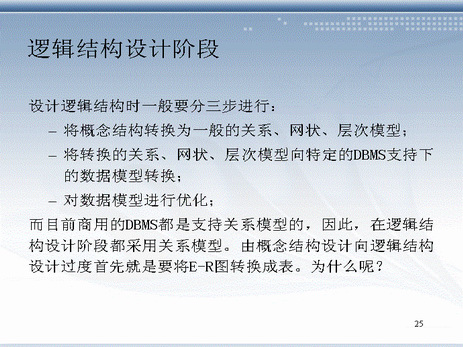 逻辑结构设计阶段
设计逻辑结构时一般要分三步进行：
– 将概念结构转换为一般的关系、网状、层次模型；
– 将转换的关系、网状、层次模型向特定的DBMS支持下
的数据模型转换；
– 对数据模型进行优化；
而目前商用的DBMS都是支持关系模型的，因此，在逻辑结
构设计阶段都采用关系模型。由概念结构设计向逻辑结构
设计过度首先就是要将E-R图转换成表。为什么呢？
25